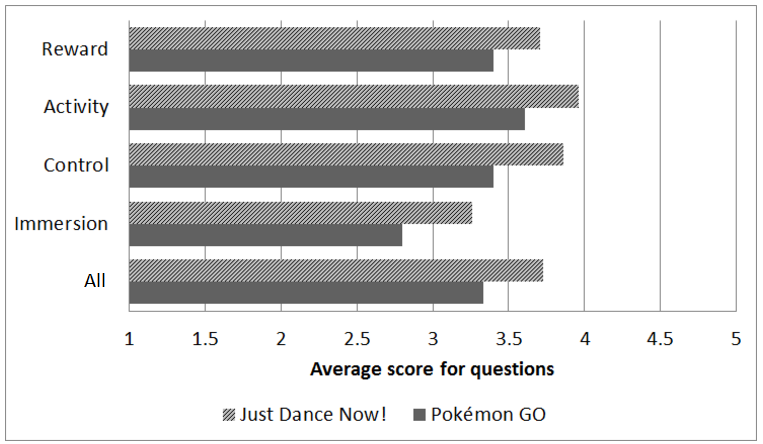 Reward
Activity
Control
Immersion
All
1 1.5 2 2.5 3 3.5 4 4.5 5
Average score for questions
Just Dance Now! Pokémon GO